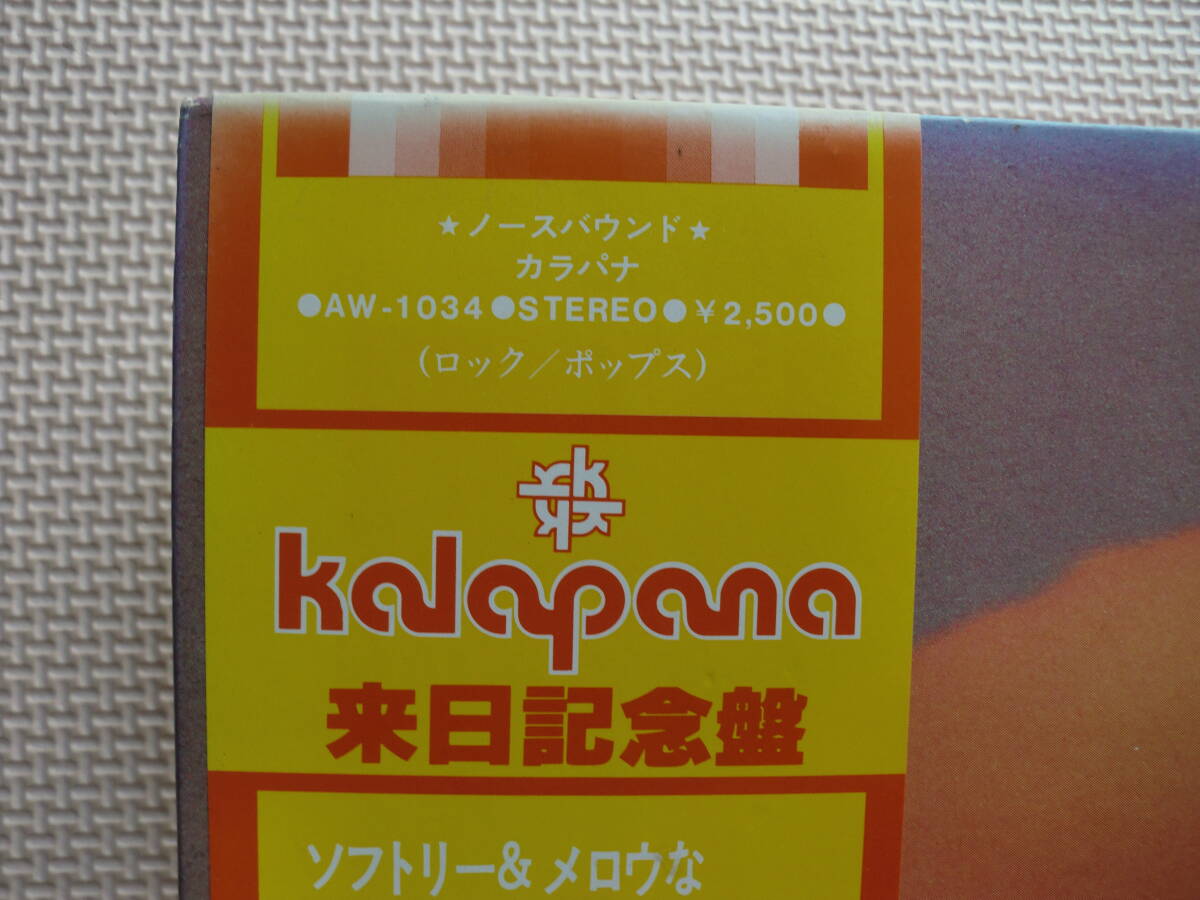 ★ノースバウンド★
カラパナ
●AW-1034●STEREO●￥2,500●
(ロック／ポップス)
kalapana
来日記念盤
ソフトリー&メロウな